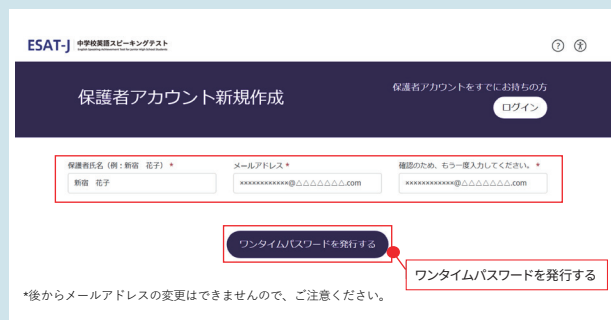 ESAT-J 中学校英語スピーキングテスト
English Speaking Achievement Test for Junior High School Students
保護者アカウント新規作成
保護者アカウントをすでにお持ちの方
ログイン
保護者氏名（例：新宿　花子） *
新宿　花子
メールアドレス *
×××××××××××@△△△△△△△.com
確認のため、もう一度入力してください。 *
×××××××××××@△△△△△△△.com
ワンタイムパスワードを発行する
ワンタイムパスワードを発行する
*後からメールアドレスの変更はできませんので、ご注意ください。